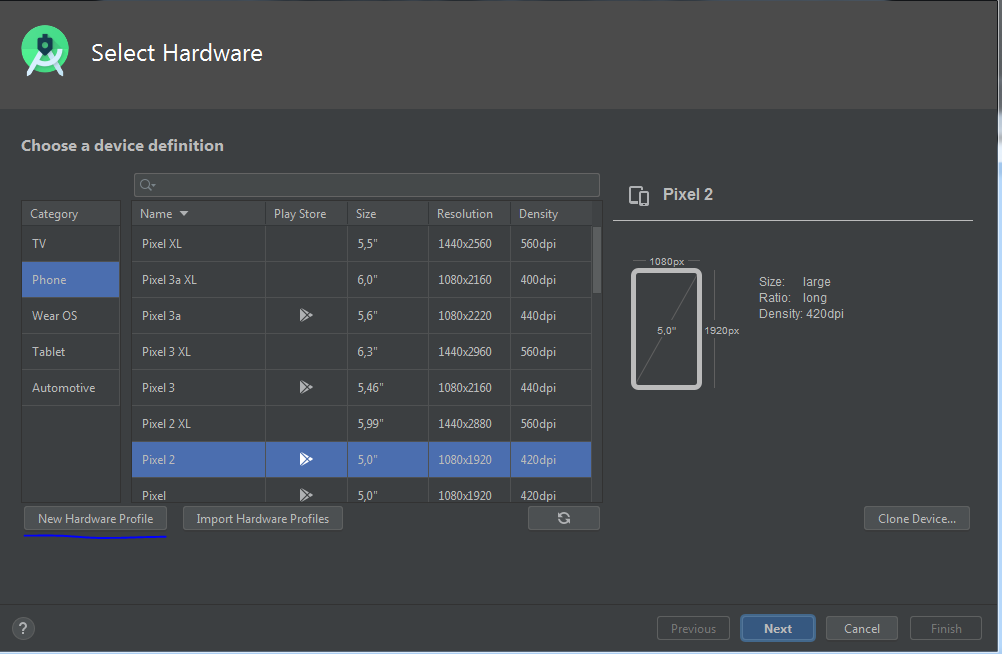 Select Hardware
Choose a device definition
Category
TV
Phone
Wear OS
Tablet
Automotive
Name Play Store Size Resolution Density
Pixel XL 5,5" 1440x2560 560dpi
Pixel 3a XL 6,0" 1080x2160 400dpi
Pixel 3a 5,6" 1080x2220 440dpi
Pixel 3 XL 6,3" 1440x2960 560dpi
Pixel 3 5,46" 1080x2160 440dpi
Pixel 2 XL 5,99" 1440x2880 560dpi
Pixel 2 5,0" 1080x1920 420dpi
Pixel 5,0" 1080x1920 420dpi
Pixel 2
1080px
5,0"
1920px
Size: large
Ratio: long
Density: 420dpi
New Hardware Profile Import Hardware Profiles Clone Device...
? Previous Next Cancel Finish